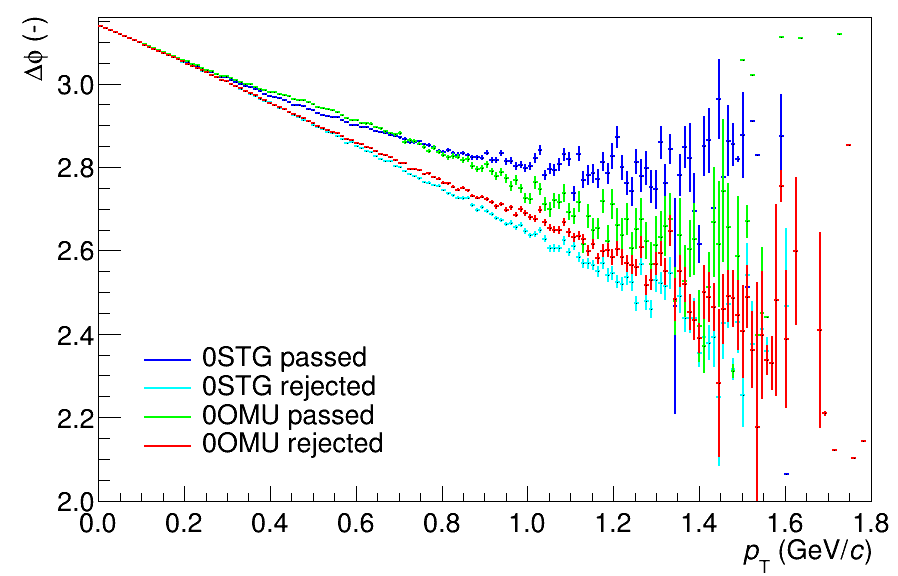 Δϕ (-)
3.0
2.8
2.6
2.4
2.2
2.0
0STG passed
0STG rejected
0OMU passed
0OMU rejected
0.0 0.2 0.4 0.6 0.8 1.0 1.2 1.4 1.6 1.8
pT (GeV/c)